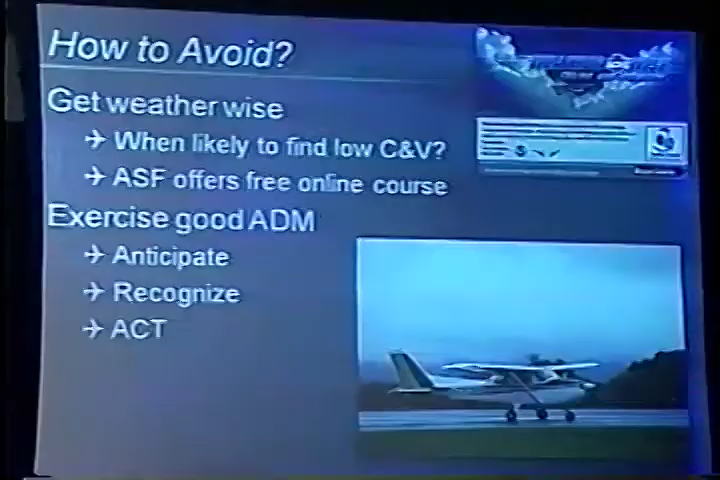 How to Avoid?
Get weather wise
When likely to find low C&V?
ASF offers free online course
Exercise good ADM
Anticipate
Recognize
ACT